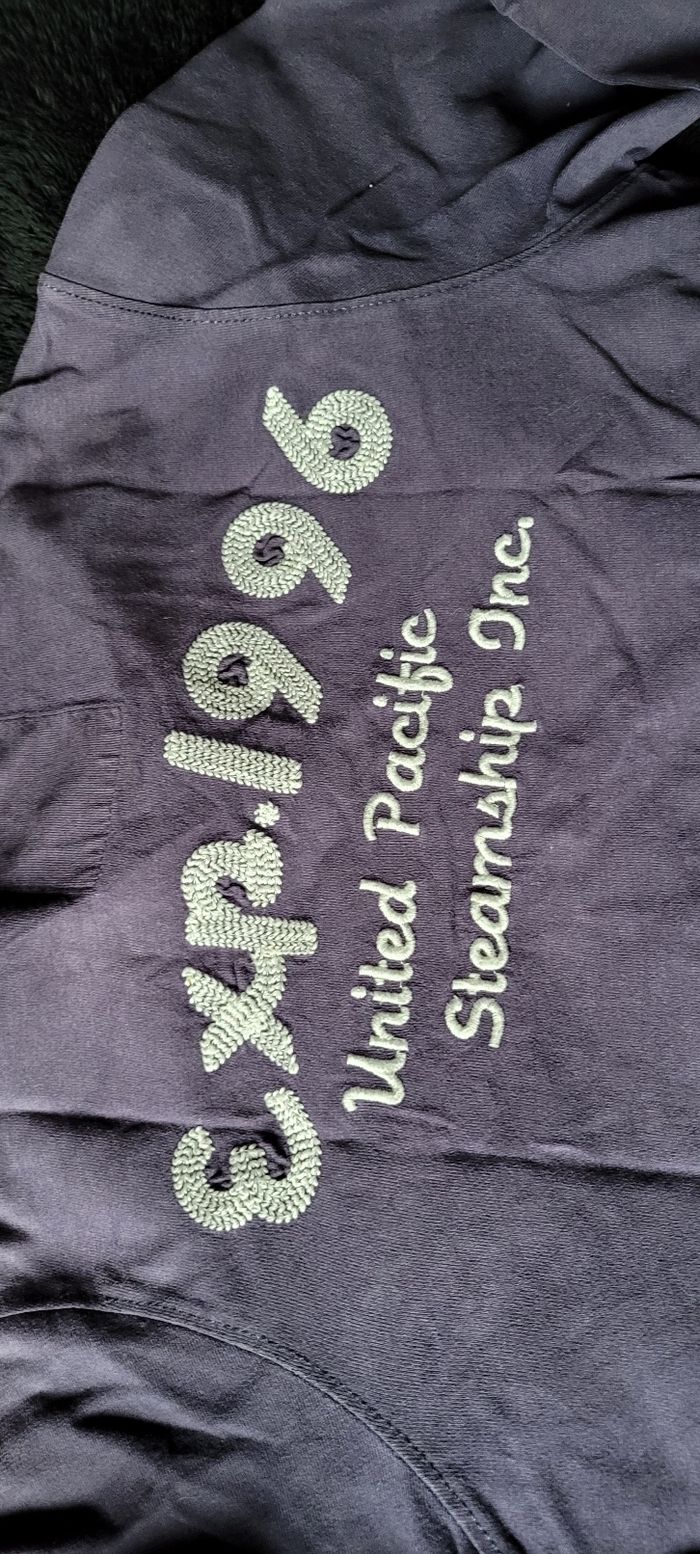 Exp.1996
United Pacific
Steamship Inc.